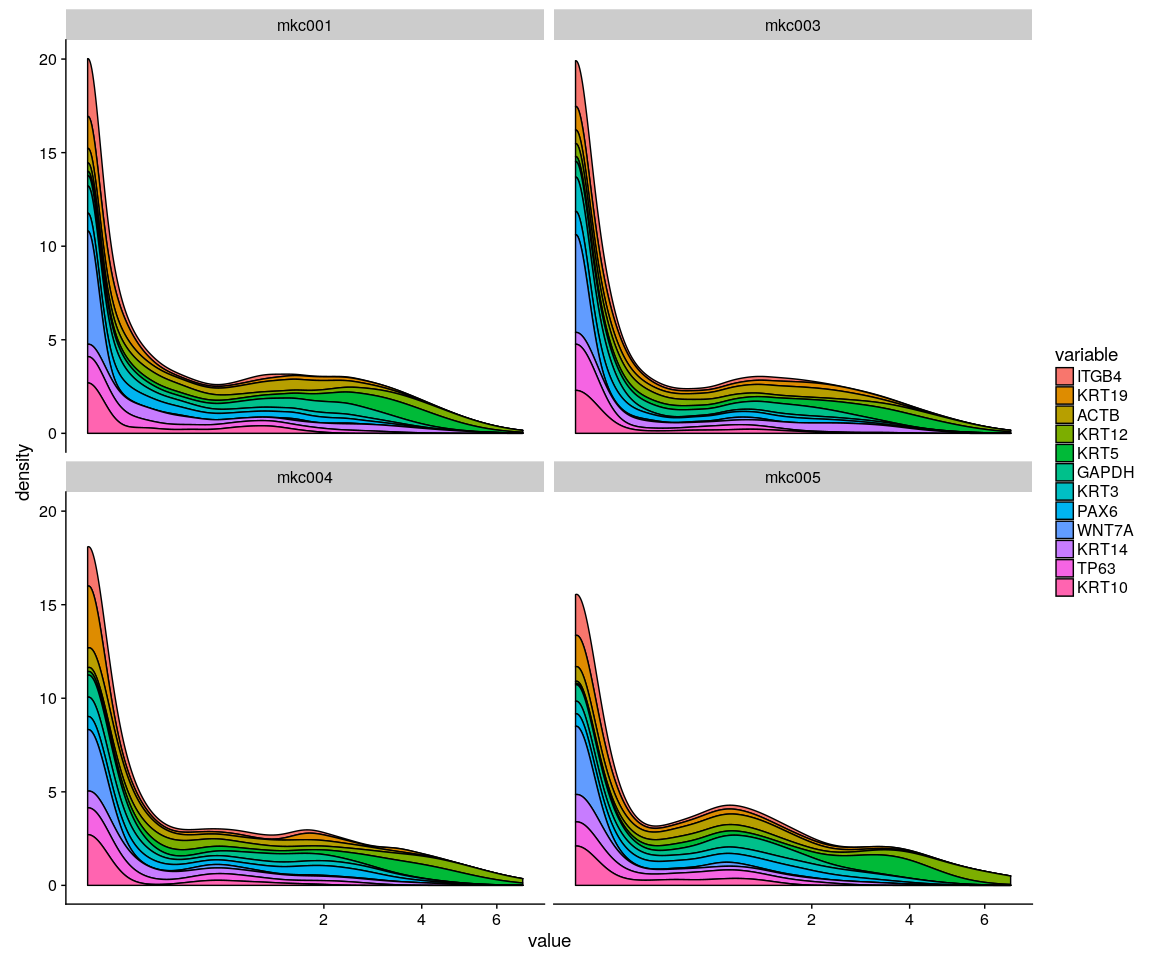 mkc001
mkc003
20
15
10
5
0
mkc004
mkc005
20
15
10
5
0
2
4
6
2
4
6
value
density
variable
ITGB4
KRT19
ACTB
KRT12
KRT5
GAPDH
KRT3
PAX6
WNT7A
KRT14
TP63
KRT10